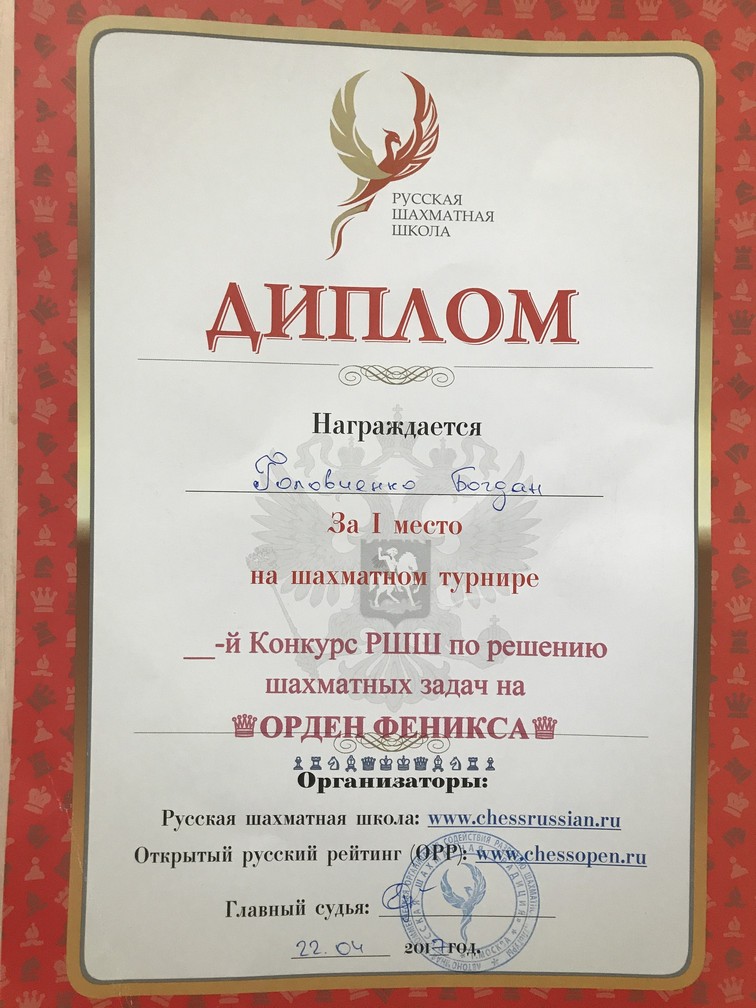 РУССКАЯ
ШАХМАТНАЯ
ШКОЛА
ДИПЛОМ
Награждается
Головченко Богдан
За I место
на шахматном турнире
__-й Конкурс РШШ по решению
шахматных задач на
♛ОРДЕН ФЕНИКСА♛
Организаторы:
Русская шахматная школа: www.chessrussian.ru
Открытый русский рейтинг (ОРР): www.chessopen.ru
Главный судья:
22.04 2017 год.